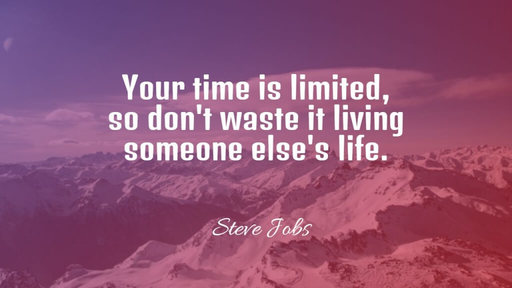 Your time is limited,
so don't waste it living
someone else's life.
Steve Jobs